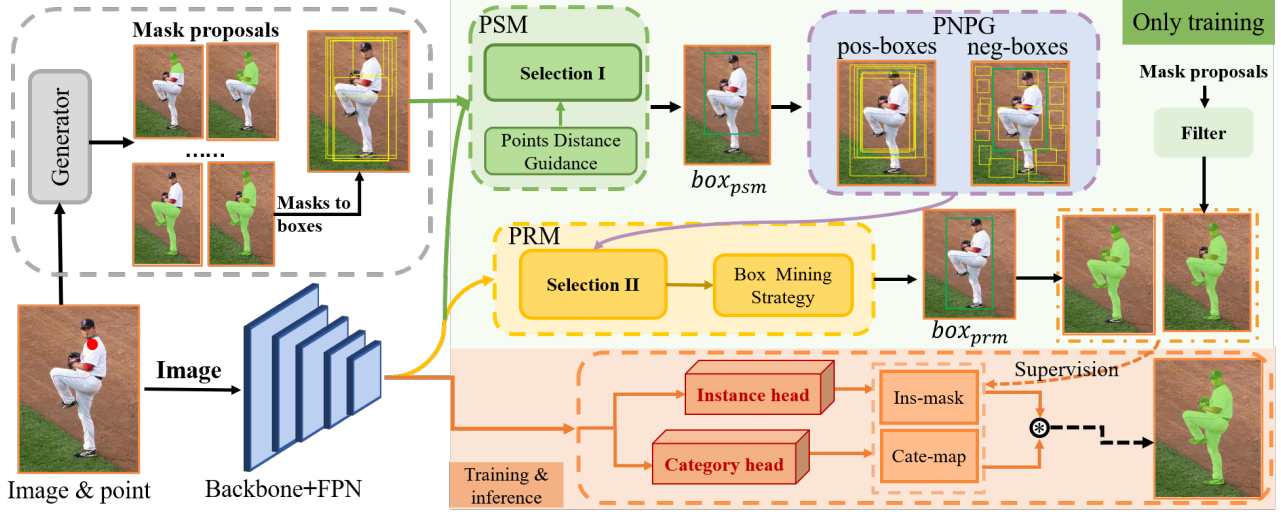 Mask proposals
Generator
......
Masks to
boxes
Image & point
Image
Backbone+FPN
PSM
Selection I
Points Distance
Guidance
box_psm
PNPG
pos-boxes
neg-boxes
Only training
Mask proposals
Filter
PRM
Selection II
Box Mining
Strategy
box_prm
Supervision
Instance head
Category head
Ins-mask
Cate-map
⊛
Training &
inference